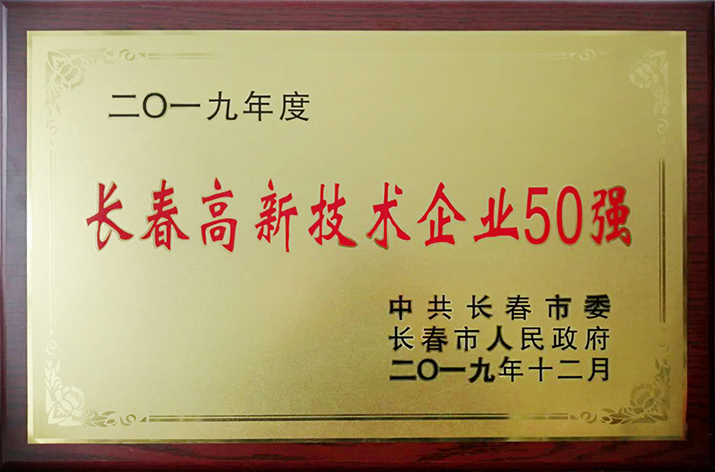 二〇一九年度
长春高新技术企业50强
中共长春市委
长春市人民政府
二〇一九年十二月